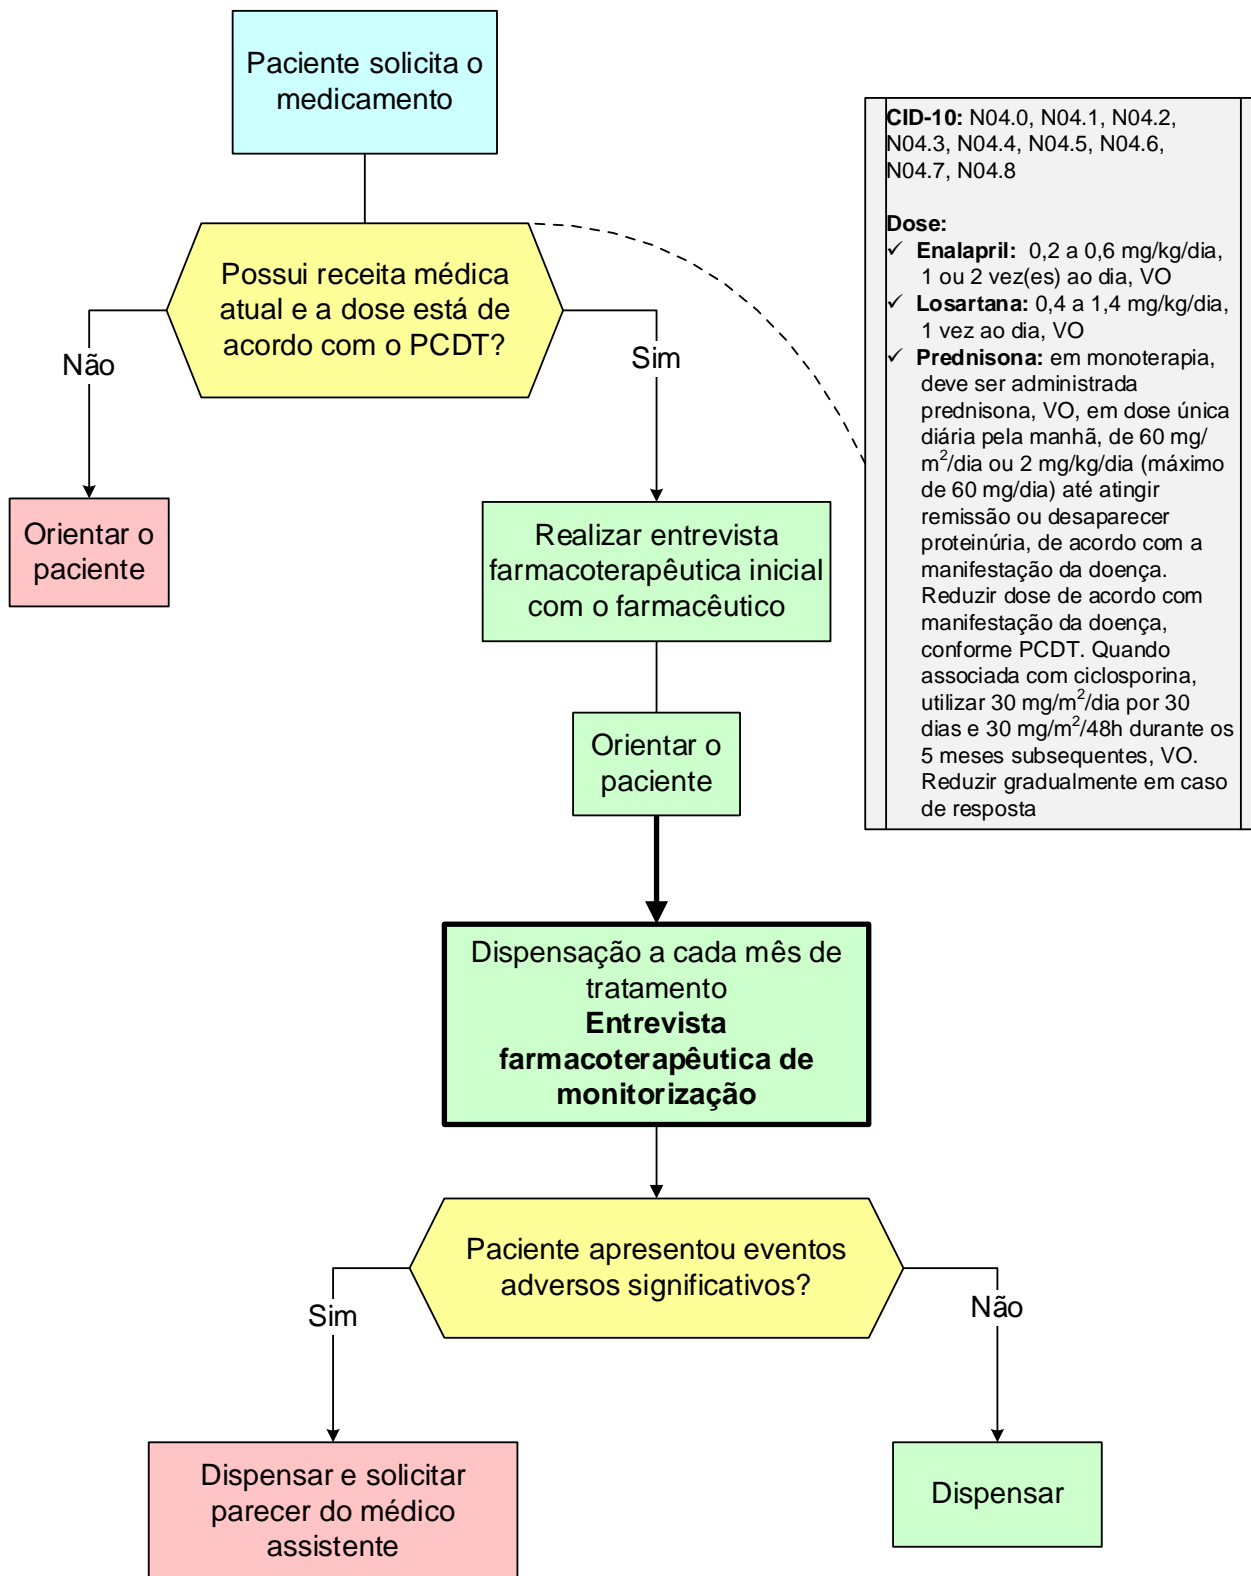 Paciente solicita o
medicamento
CID-10: N04.0, N04.1, N04.2,
N04.3, N04.4, N04.5, N04.6,
N04.7, N04.8
Dose:
✓ Enalapril: 0,2 a 0,6 mg/kg/dia,
1 ou 2 vez(es) ao dia, VO
✓ Losartana: 0,4 a 1,4 mg/kg/dia,
1 vez ao dia, VO
✓ Prednisona: em monoterapia,
deve ser administrada
prednisona, VO, em dose única
diária pela manhã, de 60 mg/
m²/dia ou 2 mg/kg/dia (máximo
de 60 mg/dia) até atingir
remissão ou desaparecer
proteinúria, de acordo com a
manifestação da doença.
Reduzir dose de acordo com
manifestação da doença,
conforme PCDT. Quando
associada com ciclosporina,
utilizar 30 mg/m²/dia por 30
dias e 30 mg/m²/48h durante os
5 meses subsequentes, VO.
Reduzir gradualmente em caso
de resposta
Possui receita médica
atual e a dose está de
acordo com o PCDT?
Não
Sim
Orientar o
paciente
Realizar entrevista
farmacoterapêutica inicial
com o farmacêutico
Orientar o
paciente
Dispensação a cada mês de
tratamento
Entrevista
farmacoterapêutica de
monitorização
Paciente apresentou eventos
adversos significativos?
Sim
Não
Dispensar e solicitar
parecer do médico
assistente
Dispensar